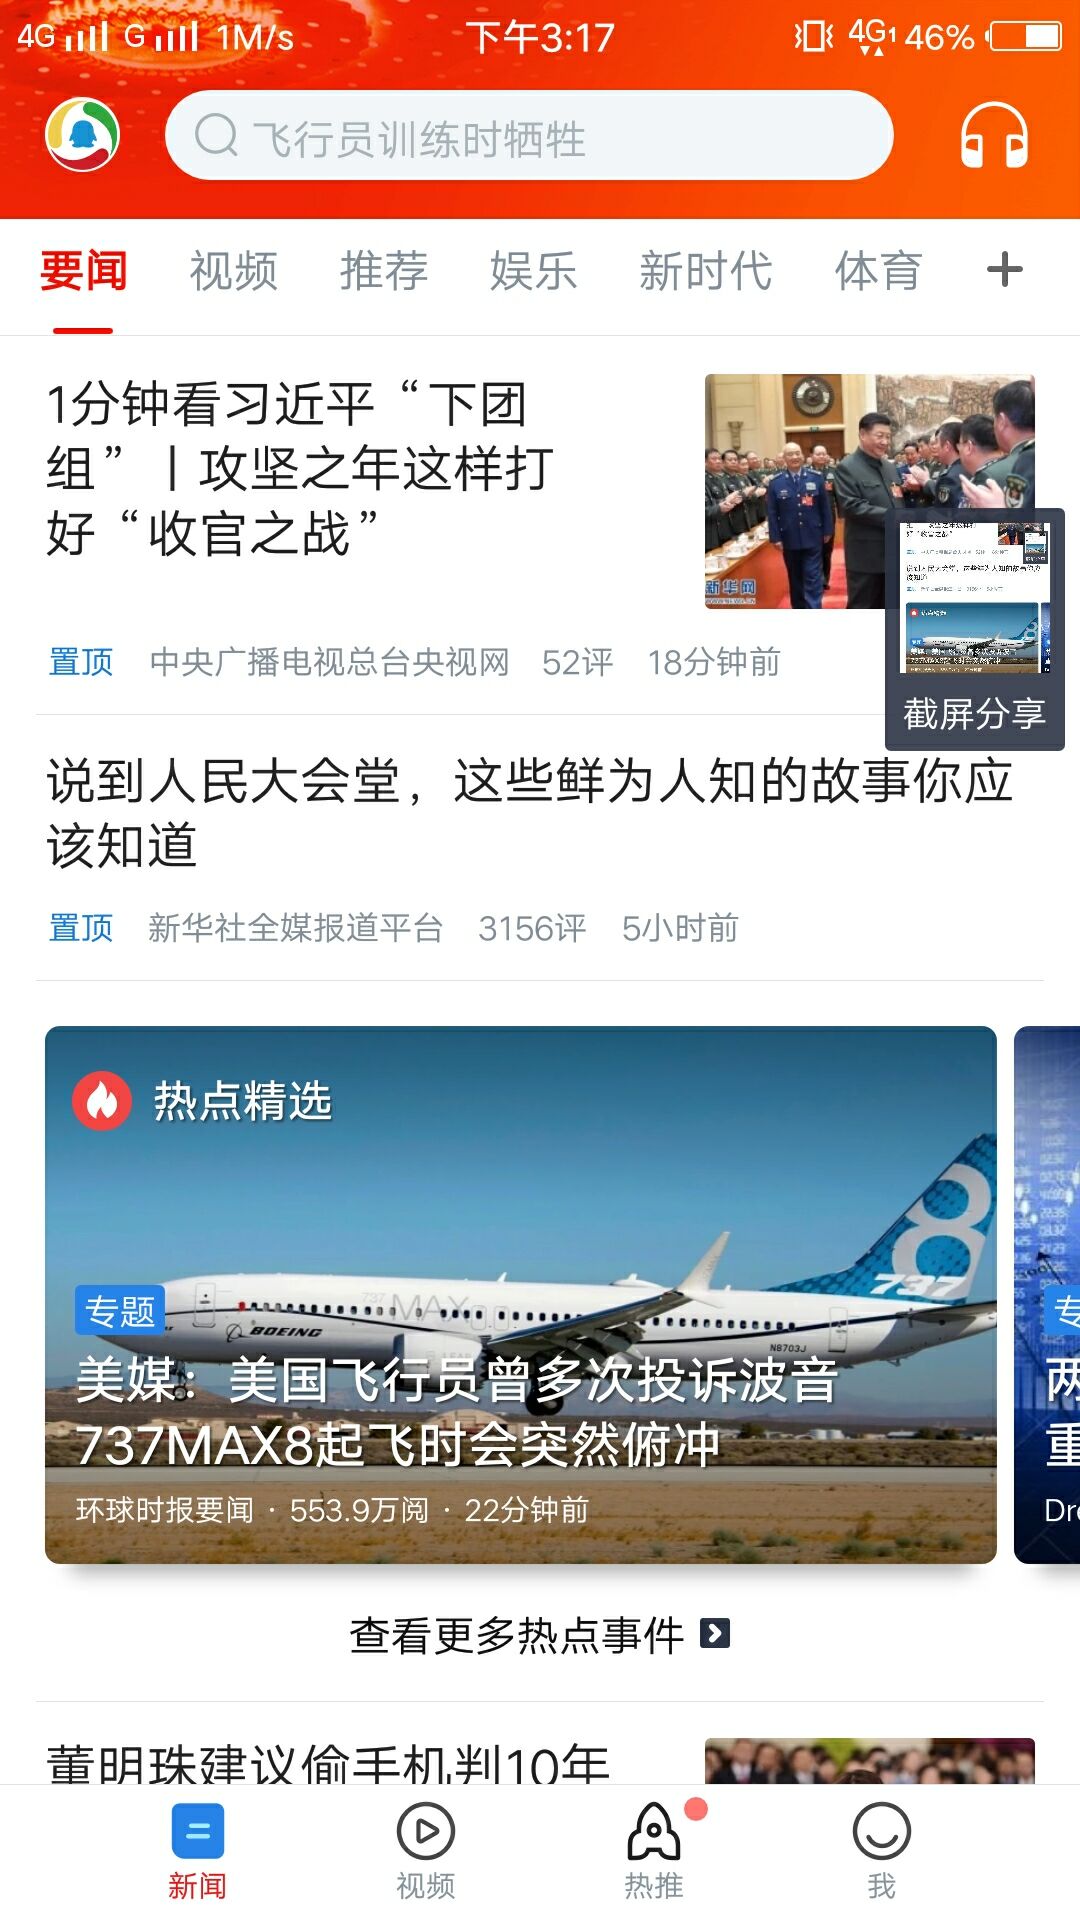 4G G 1M/s 下午3:17 4G1 46%
飞行员训练时牺牲
要闻 视频 推荐 娱乐 新时代 体育 +
1分钟看习近平“下团
组”丨攻坚之年这样打
好“收官之战”
新华网
置顶 中央广播电视总台央视网 52评 18分钟前
截屏分享
说到人民大会堂，这些鲜为人知的故事你应
该知道
置顶 新华社全媒报道平台 3156评 5小时前
热点精选
737
737 MAX
BOEING
N8703J
专题
美媒：美国飞行员曾多次投诉波音
737MAX8起飞时会突然俯冲
环球时报要闻 · 553.9万阅 · 22分钟前
专
两
重
Dre
查看更多热点事件
董明珠建议偷手机判10年
新闻 视频 热推 我